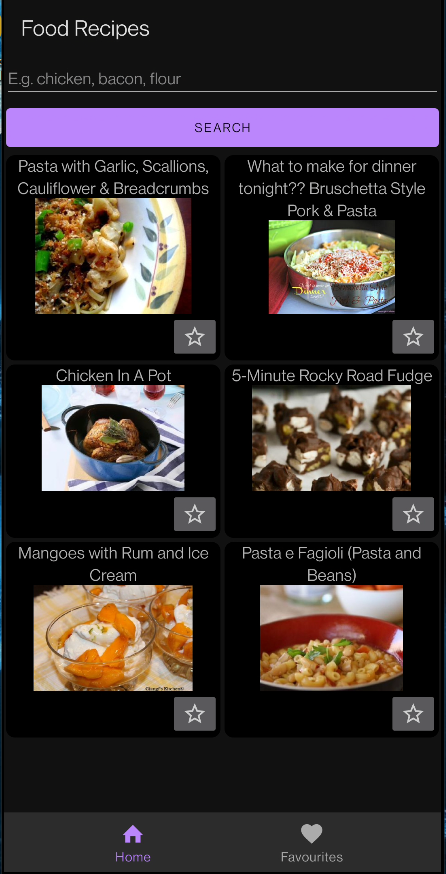 Food Recipes
E.g. chicken, bacon, flour
SEARCH
Pasta with Garlic, Scallions,
Cauliflower & Breadcrumbs
What to make for dinner
tonight?? Bruschetta Style
Pork & Pasta
Dinner
Chicken In A Pot
5-Minute Rocky Road Fudge
Mangoes with Rum and Ice
Cream
Pasta e Fagioli (Pasta and
Beans)
Home
Favourites